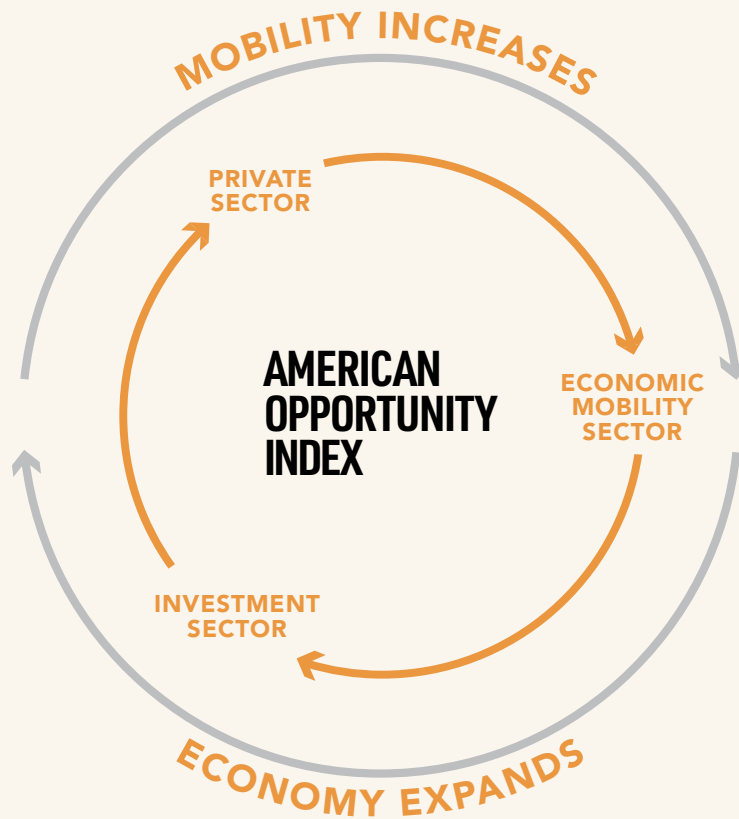 MOBILITY INCREASES
PRIVATE
SECTOR
AMERICAN
OPPORTUNITY
INDEX
ECONOMIC
MOBILITY
SECTOR
INVESTMENT
SECTOR
ECONOMY EXPANDS